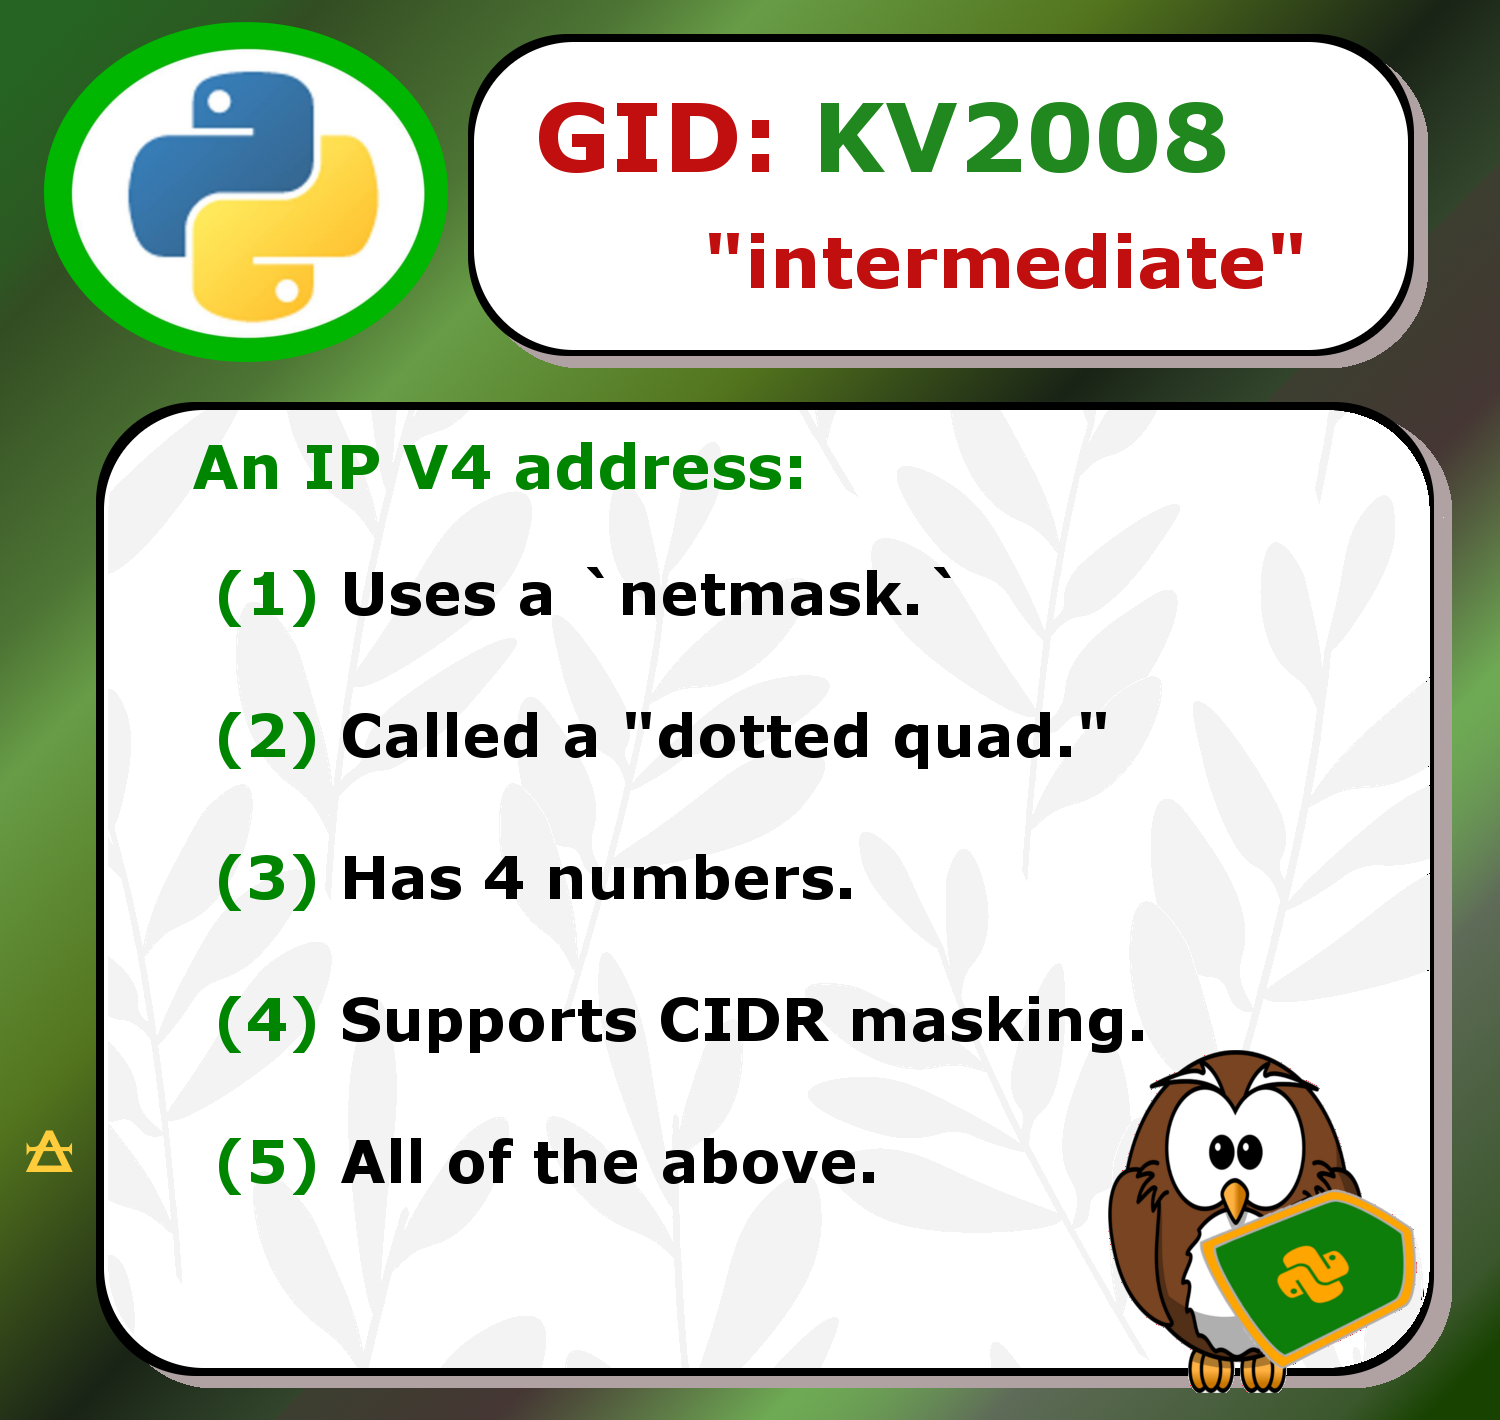 GID: KV2008
"intermediate"
An IP V4 address:
(1) Uses a `netmask.`
(2) Called a "dotted quad."
(3) Has 4 numbers.
(4) Supports CIDR masking.
(5) All of the above.